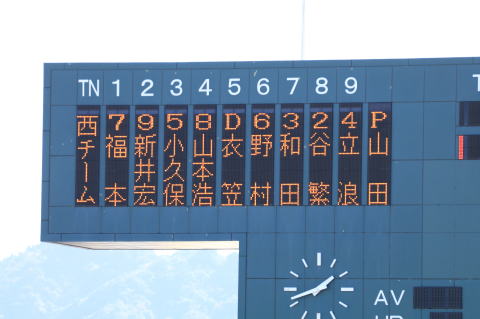 TN 1 2 3 4 5 6 7 8 9
西チーム
7 福本
9 新井宏
5 小久保
8 山本浩
D 衣笠
6 野村
3 和田
2 谷繁
4 立浪
P 山田
AV